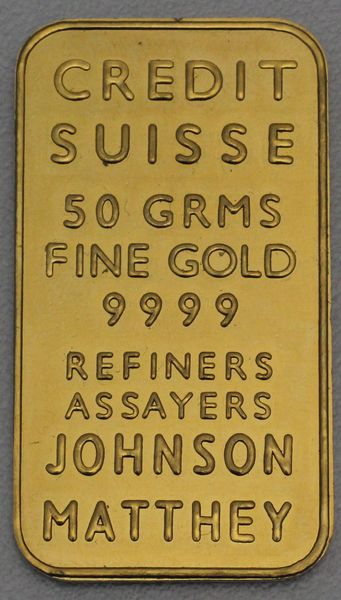 CREDIT
SUISSE
50 GRMS
FINE GOLD
9999
REFINERS
ASSAYERS
JOHNSON
MATTHEY